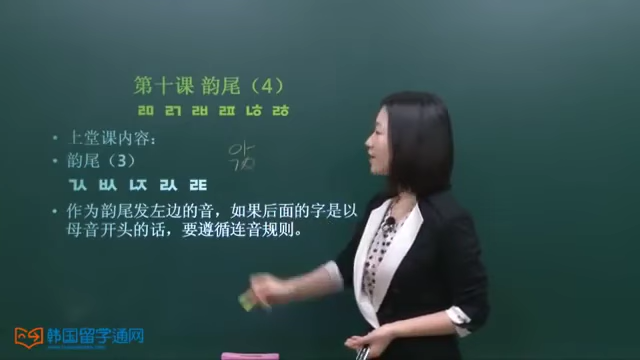 第十课 韵尾（4）
ㄻ ㄺ ㄼ ㄿ ㄶ ㅀ
• 上堂课内容：
• 韵尾（3）
ㄳ ㅄ ㄵ ㄽ ㄾ
• 作为韵尾发左边的音，如果后面的字是以
母音开头的话，要遵循连音规则。
韩国留学通网